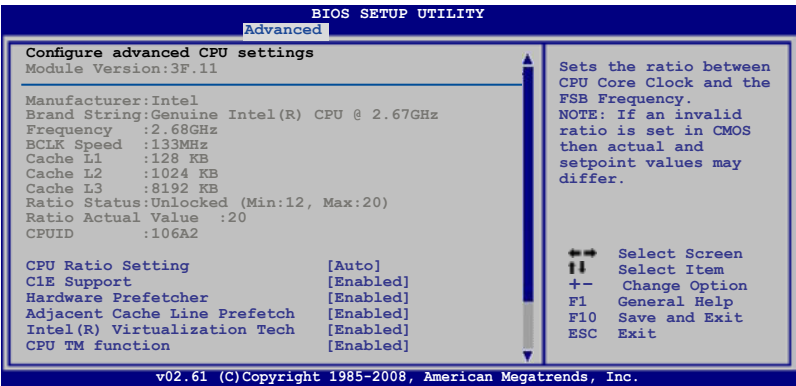 BIOS SETUP UTILITY
Advanced
Configure advanced CPU settings
Module Version:3F.11
Manufacturer:Intel
Brand String:Genuine Intel(R) CPU @ 2.67GHz
Frequency :2.68GHz
BCLK Speed :133MHz
Cache L1 :128 KB
Cache L2 :1024 KB
Cache L3 :8192 KB
Ratio Status:Unlocked (Min:12, Max:20)
Ratio Actual Value :20
CPUID :106A2
CPU Ratio Setting [Auto]
C1E Support [Enabled]
Hardware Prefetcher [Enabled]
Adjacent Cache Line Prefetch [Enabled]
Intel(R) Virtualization Tech [Enabled]
CPU TM function [Enabled]
Sets the ratio between
CPU Core Clock and the
FSB Frequency.
NOTE: If an invalid
ratio is set in CMOS
then actual and
setpoint values may
differ.
←→ Select Screen
↑↓ Select Item
+- Change Option
F1 General Help
F10 Save and Exit
ESC Exit
v02.61 (C)Copyright 1985-2008, American Megatrends, Inc.